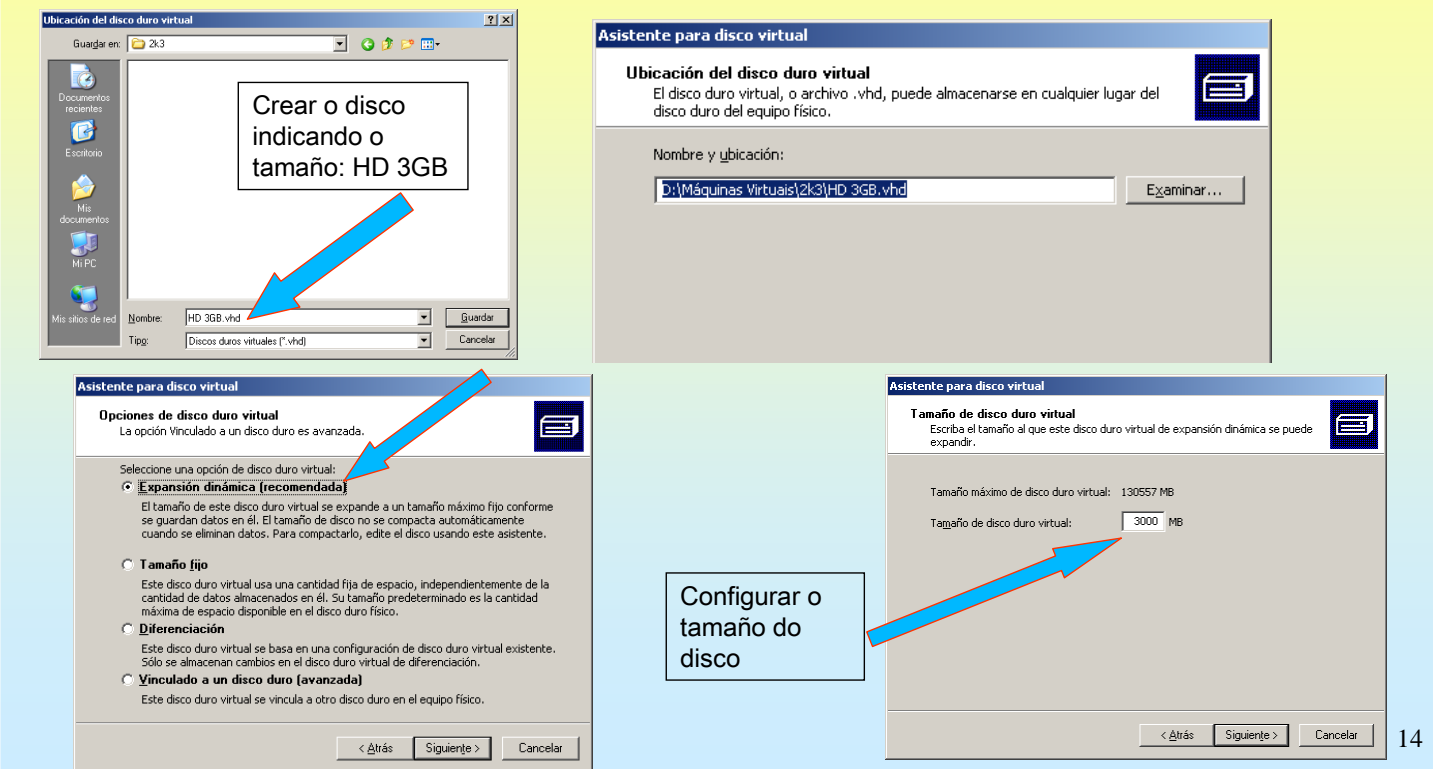 Ubicación del disco duro virtual
Guardar en:
2k3
Documentos
recientes
Escritorio
Mis
documentos
Mi PC
Mis sitios de red
Crear o disco
indicando o
tamaño: HD 3GB
Nombre:
HD 3GB.vhd
Guardar
Tipo:
Discos duros virtuales (*.vhd)
Cancelar
Asistente para disco virtual
Ubicación del disco duro virtual
El disco duro virtual, o archivo .vhd, puede almacenarse en cualquier lugar del
disco duro del equipo físico.
Nombre y ubicación:
D:\Máquinas Virtuais\2k3\HD 3GB.vhd
Examinar...
Asistente para disco virtual
Opciones de disco duro virtual
La opción Vinculado a un disco duro es avanzada.
Seleccione una opción de disco duro virtual:
Expansión dinámica (recomendada)
El tamaño de este disco duro virtual se expande a un tamaño máximo fijo conforme
se guardan datos en él. El tamaño de disco no se compacta automáticamente
cuando se eliminan datos. Para compactarlo, edite el disco usando este asistente.
Tamaño fijo
Este disco duro virtual usa una cantidad fija de espacio, independientemente de la
cantidad de datos almacenados en él. Su tamaño predeterminado es la cantidad
máxima de espacio disponible en el disco duro físico.
Diferenciación
Este disco duro virtual se basa en una configuración de disco duro virtual existente.
Sólo se almacenan cambios en el disco duro virtual de diferenciación.
Vinculado a un disco duro (avanzada)
Este disco duro virtual se vincula a otro disco duro en el equipo físico.
< Atrás
Siguiente >
Cancelar
Asistente para disco virtual
Tamaño de disco duro virtual
Escriba el tamaño al que este disco duro virtual de expansión dinámica se puede
expandir.
Tamaño máximo de disco duro virtual: 130557 MB
Tamaño de disco duro virtual: 3000 MB
Configurar o
tamaño do
disco
< Atrás
Siguiente >
Cancelar
14